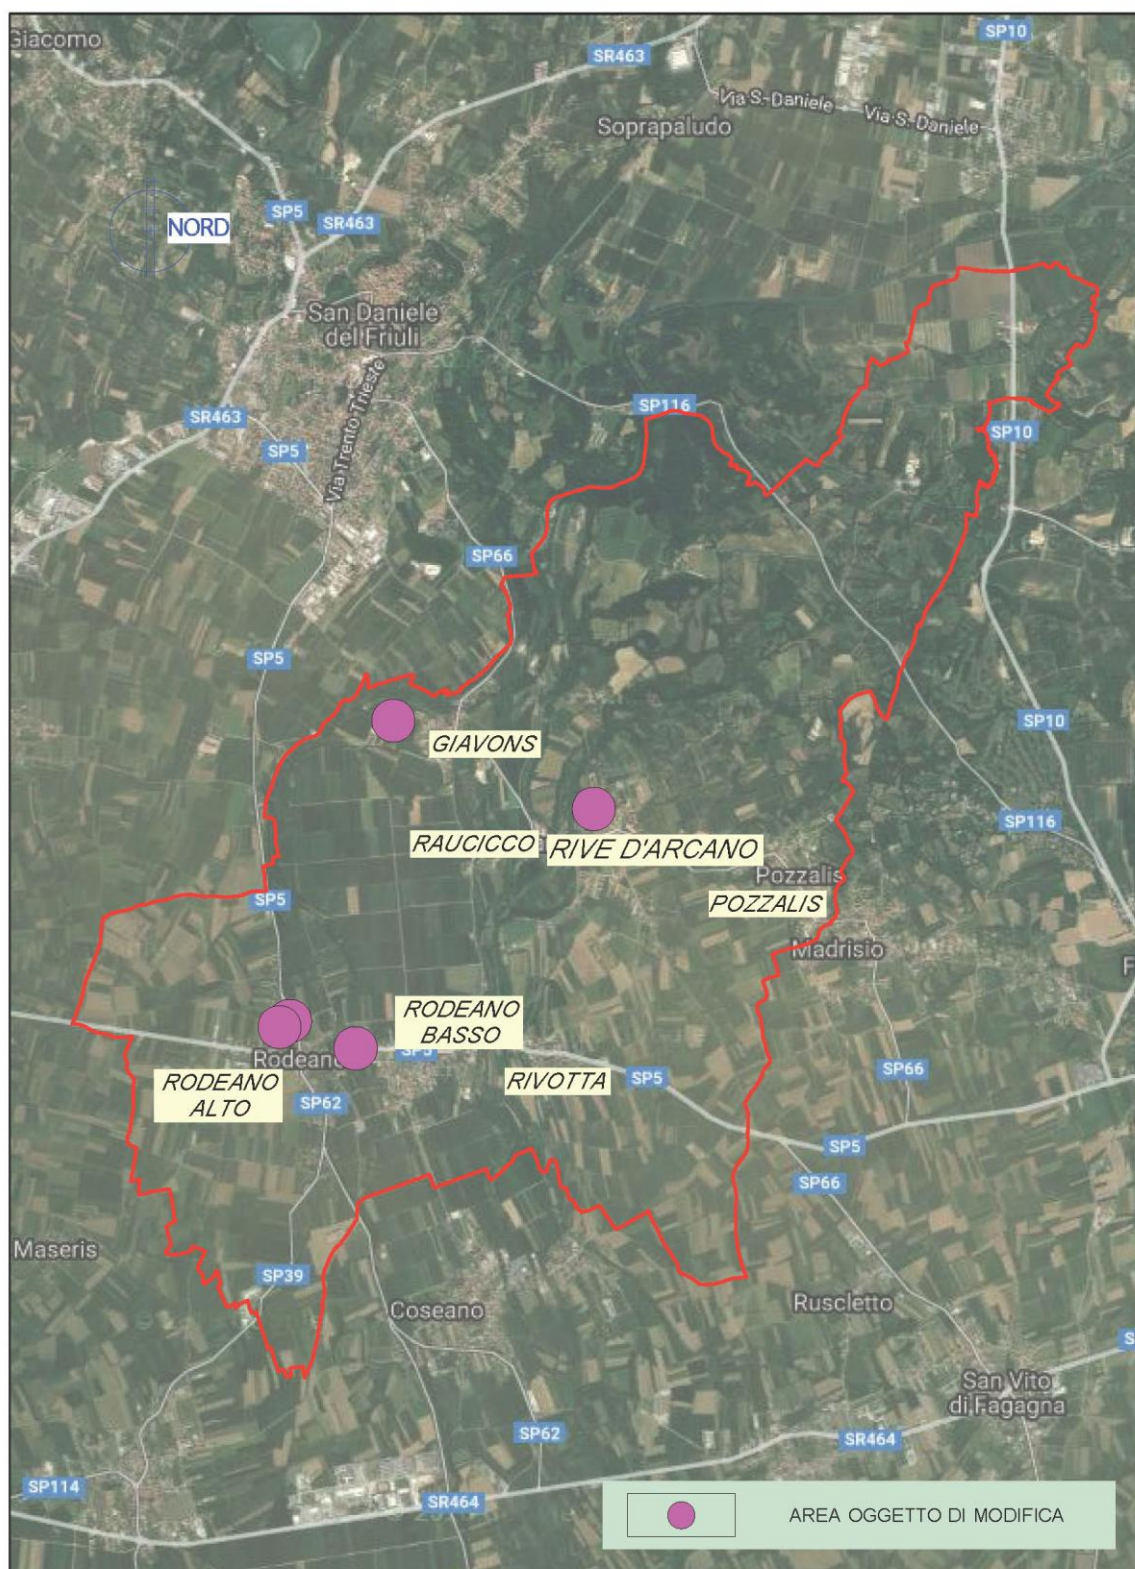 Giacomo
SP10
SR463
Via S. Daniele
Via S. Daniele
Soprapaludo
SP5
SR463
NORD
San Daniele
del Friuli
SP116
SR463
SP5
Via Trento Trieste
SP10
SP66
SP5
SP10
GIAVONS
SP116
RAUCICCO
RIVE D'ARCANO
Pozzalis
POZZALIS
SP5
Madrisio
F
RODEANO
BASSO
SP5
Rodeano
RODEANO
ALTO
SP62
RIVOTTA
SP5
SP66
SP5
SP66
Maseris
SP39
Coseano
Ruscletto
S
San Vito
di Fagagna
SP62
SR464
SP114
SR464
AREA OGGETTO DI MODIFICA